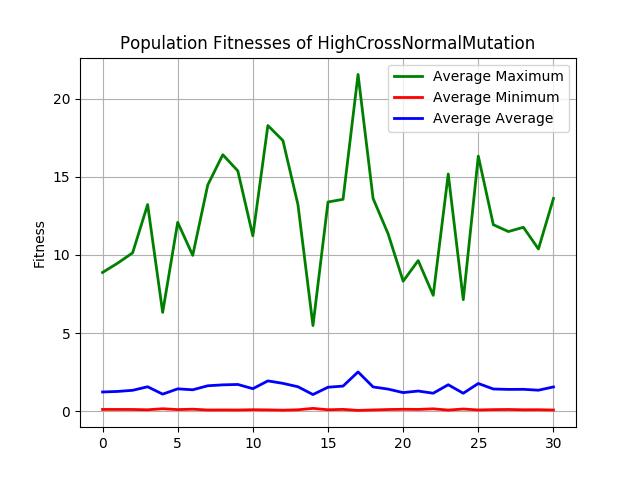 Population Fitnesses of HighCrossNormalMutation
Average Maximum
Average Minimum
Average Average
Fitness
20
15
10
5
0
0 5 10 15 20 25 30